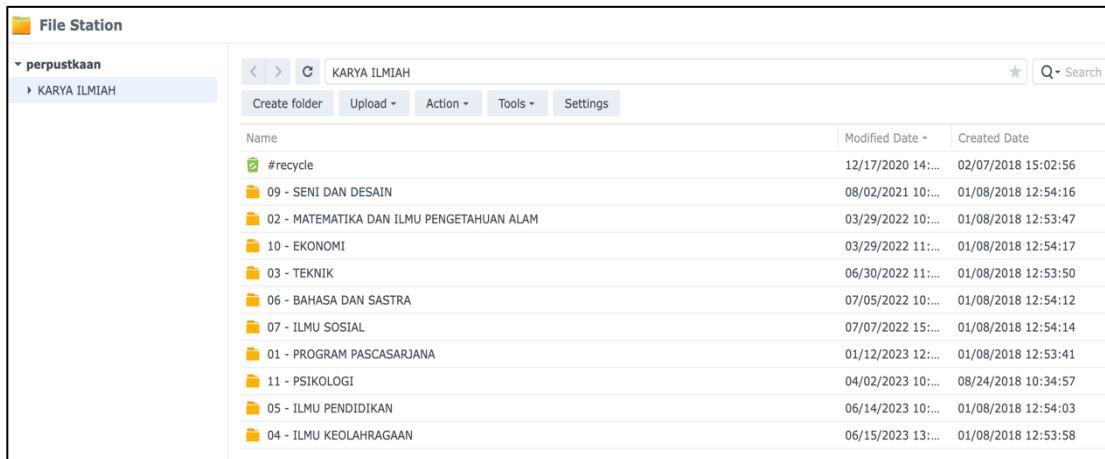 File Station
perpustkaan
KARYA ILMIAH
KARYA ILMIAH
Search
Create folder Upload Action Tools Settings
Name Modified Date Created Date
#recycle 12/17/2020 14:... 02/07/2018 15:02:56
09 - SENI DAN DESAIN 08/02/2021 10:... 01/08/2018 12:54:16
02 - MATEMATIKA DAN ILMU PENGETAHUAN ALAM 03/29/2022 10:... 01/08/2018 12:53:47
10 - EKONOMI 03/29/2022 11:... 01/08/2018 12:54:17
03 - TEKNIK 06/30/2022 11:... 01/08/2018 12:53:50
06 - BAHASA DAN SASTRA 07/05/2022 10:... 01/08/2018 12:54:12
07 - ILMU SOSIAL 07/07/2022 15:... 01/08/2018 12:54:14
01 - PROGRAM PASCASARJANA 01/12/2023 12:... 01/08/2018 12:53:41
11 - PSIKOLOGI 04/02/2023 10:... 08/24/2018 10:34:57
05 - ILMU PENDIDIKAN 06/14/2023 10:... 01/08/2018 12:54:03
04 - ILMU KEOLAHRAGAAN 06/15/2023 13:... 01/08/2018 12:53:58